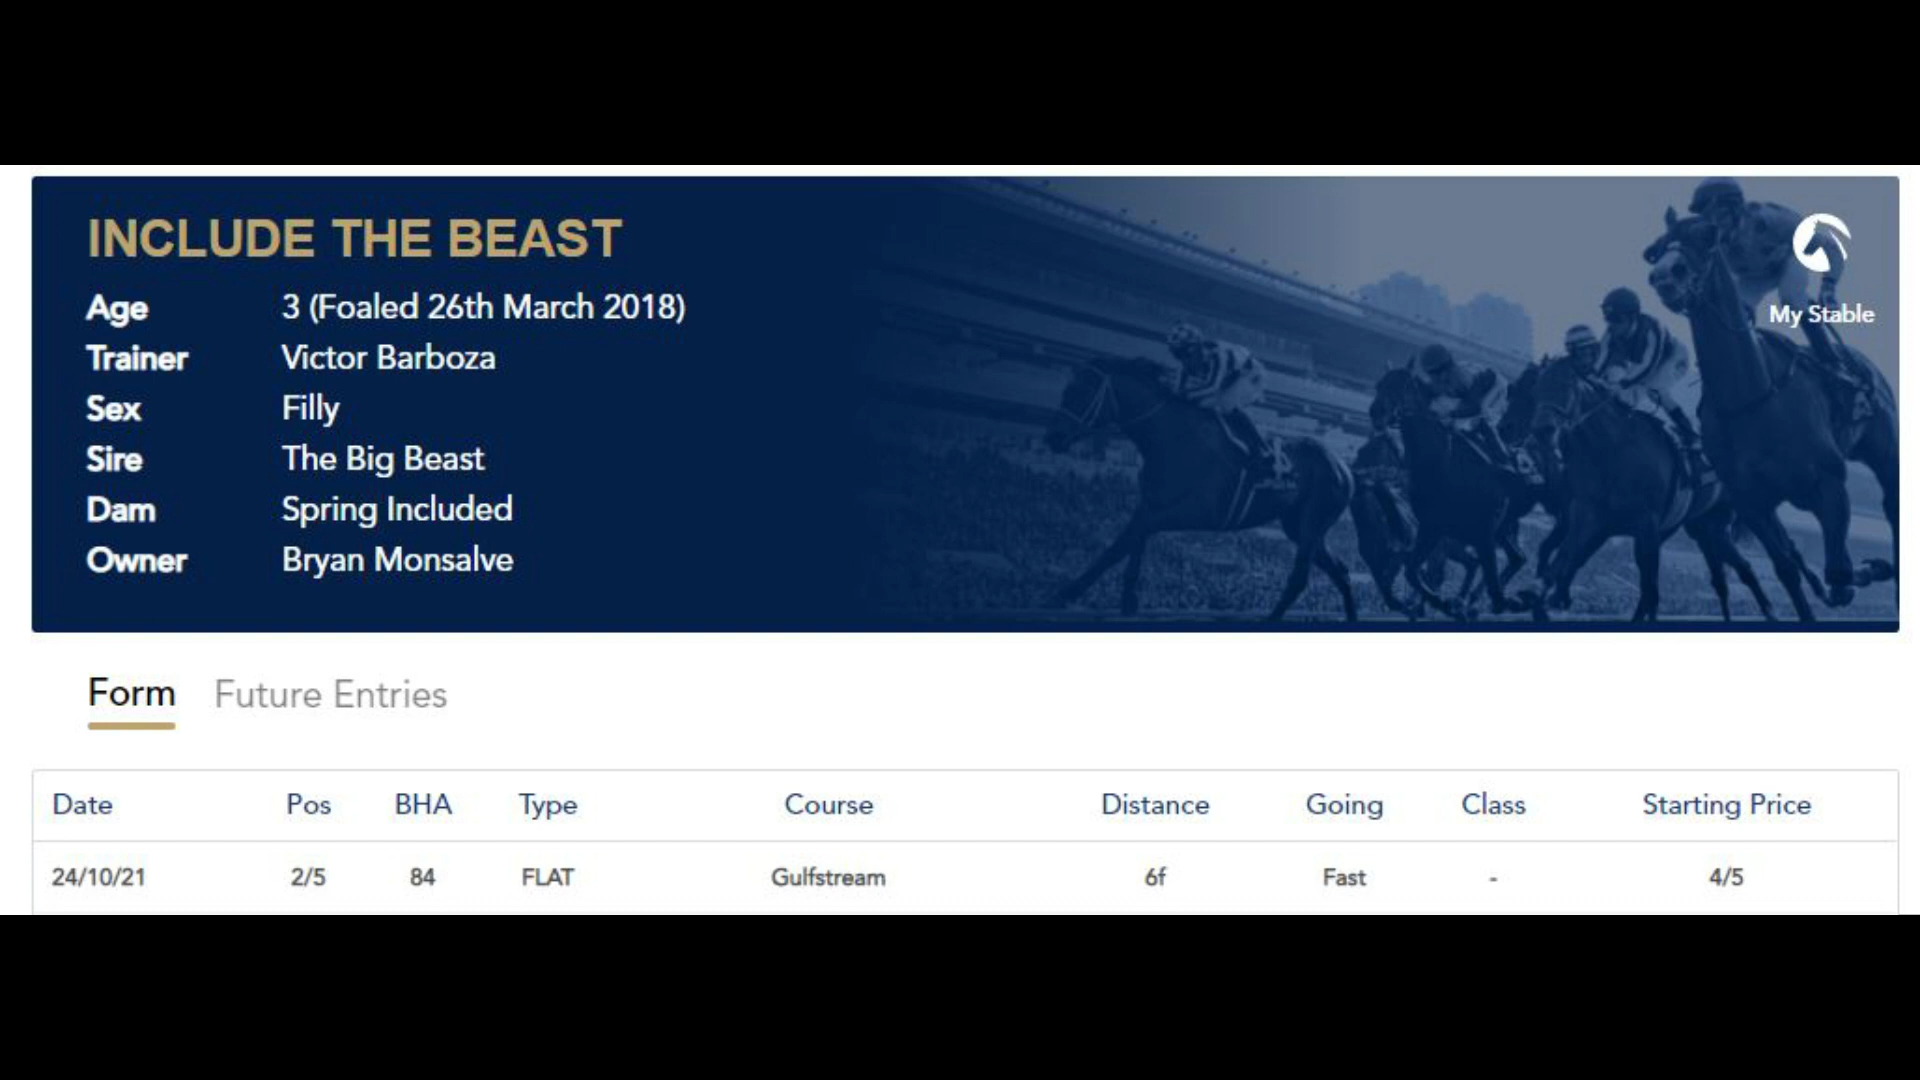 INCLUDE THE BEAST
My Stable
Age 3 (Foaled 26th March 2018)
Trainer Victor Barboza
Sex Filly
Sire The Big Beast
Dam Spring Included
Owner Bryan Monsalve
Form Future Entries
Date Pos BHA Type Course Distance Going Class Starting Price
24/10/21 2/5 84 FLAT Gulfstream 6f Fast - 4/5